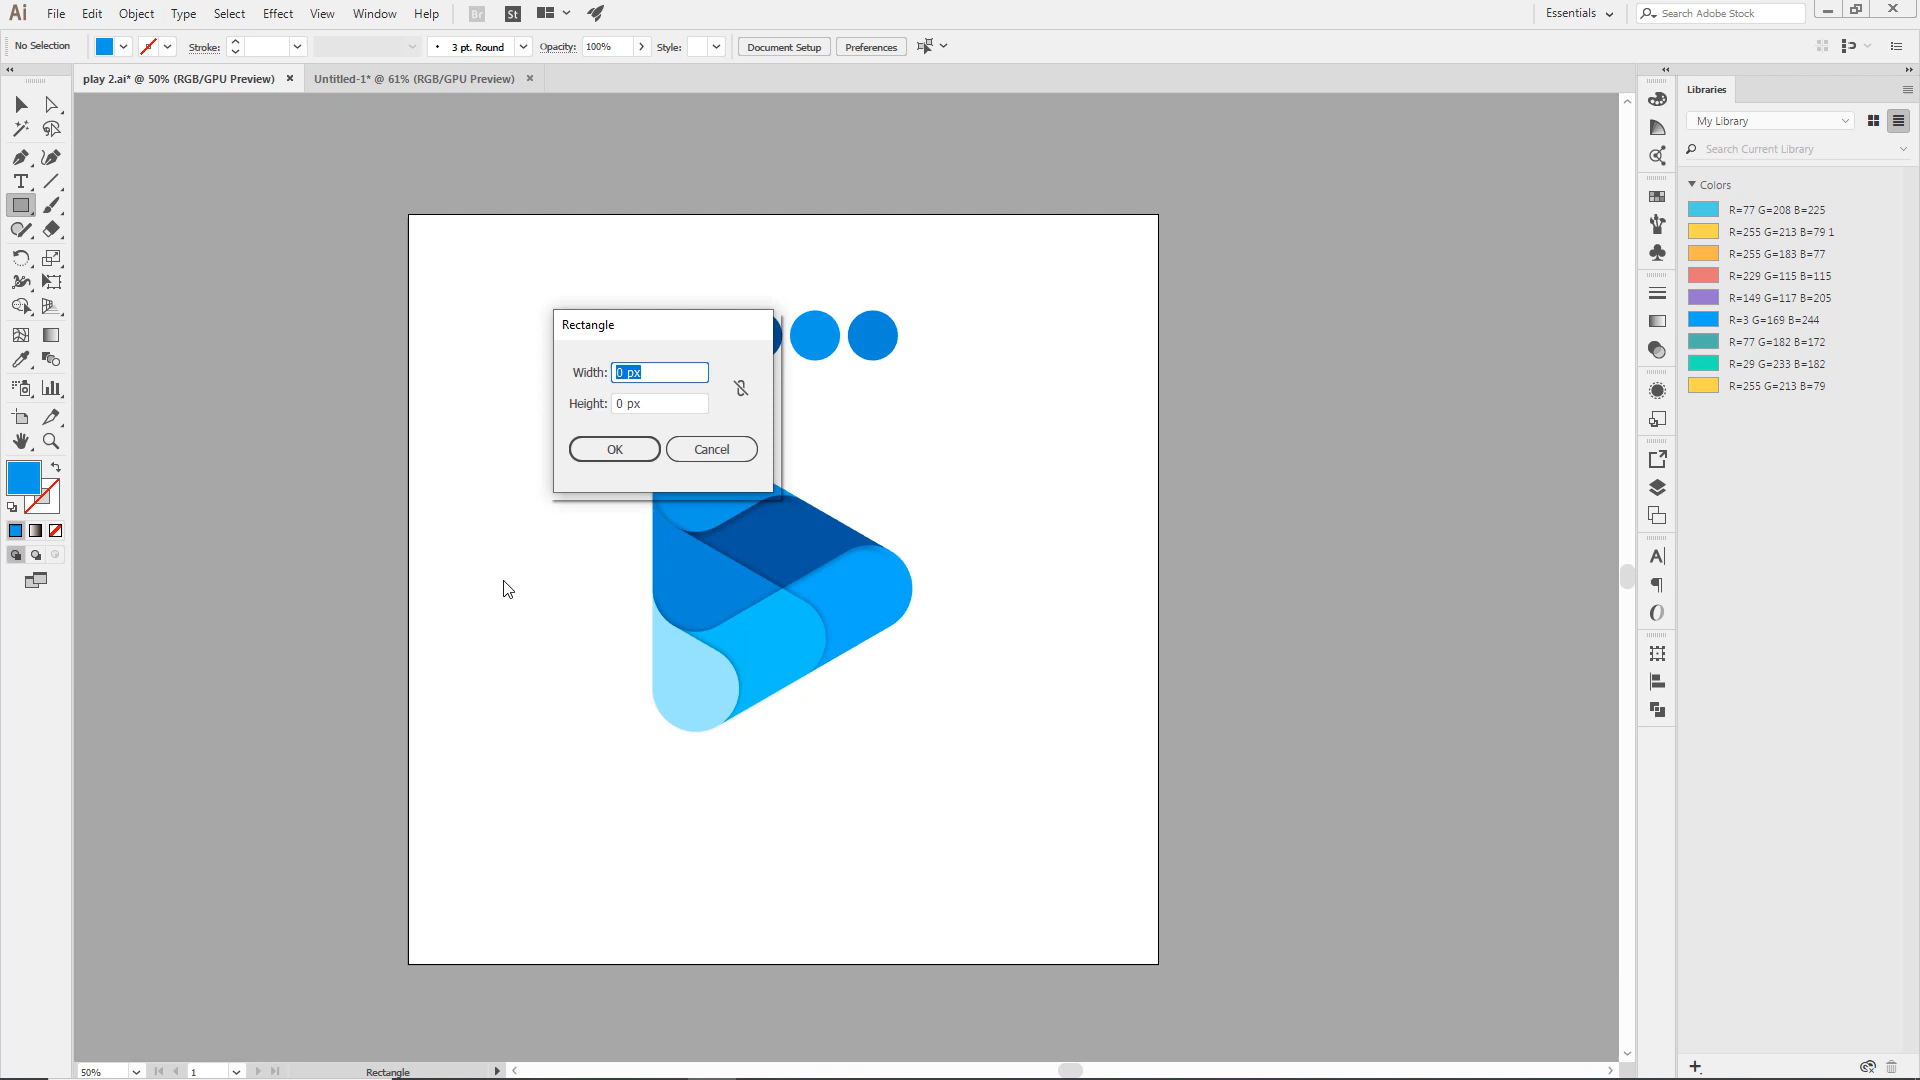 Ai File Edit Object Type Select Effect View Window Help Br St Essentials Search Adobe Stock
No Selection Stroke: 3 pt. Round Opacity: 100% Style: Document Setup Preferences
play 2.ai* @ 50% (RGB/GPU Preview) Untitled-1* @ 61% (RGB/GPU Preview)
Libraries
My Library
Search Current Library
Colors
R=77 G=208 B=225
R=255 G=213 B=79 1
R=255 G=183 B=77
R=229 G=115 B=115
R=149 G=117 B=205
R=3 G=169 B=244
R=77 G=182 B=172
R=29 G=233 B=182
R=255 G=213 B=79
Rectangle
Width: 0 px
Height: 0 px
OK Cancel
50% 1 Rectangle